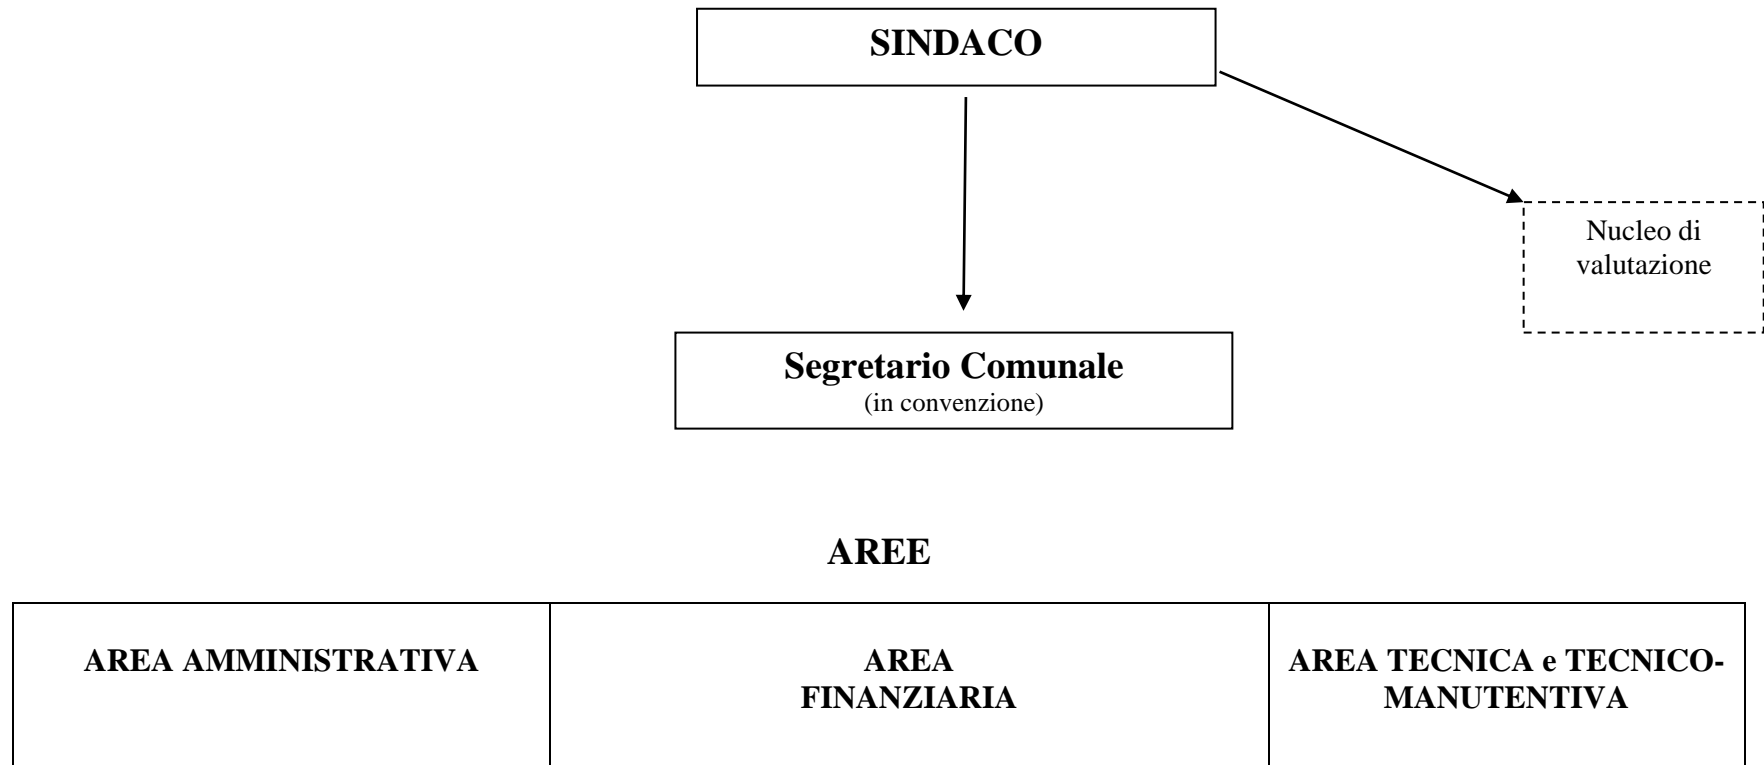 SINDACO
Nucleo di
valutazione
Segretario Comunale
(in convenzione)
AREE
AREA AMMINISTRATIVA
AREA
FINANZIARIA
AREA TECNICA e TECNICO-
MANUTENTIVA